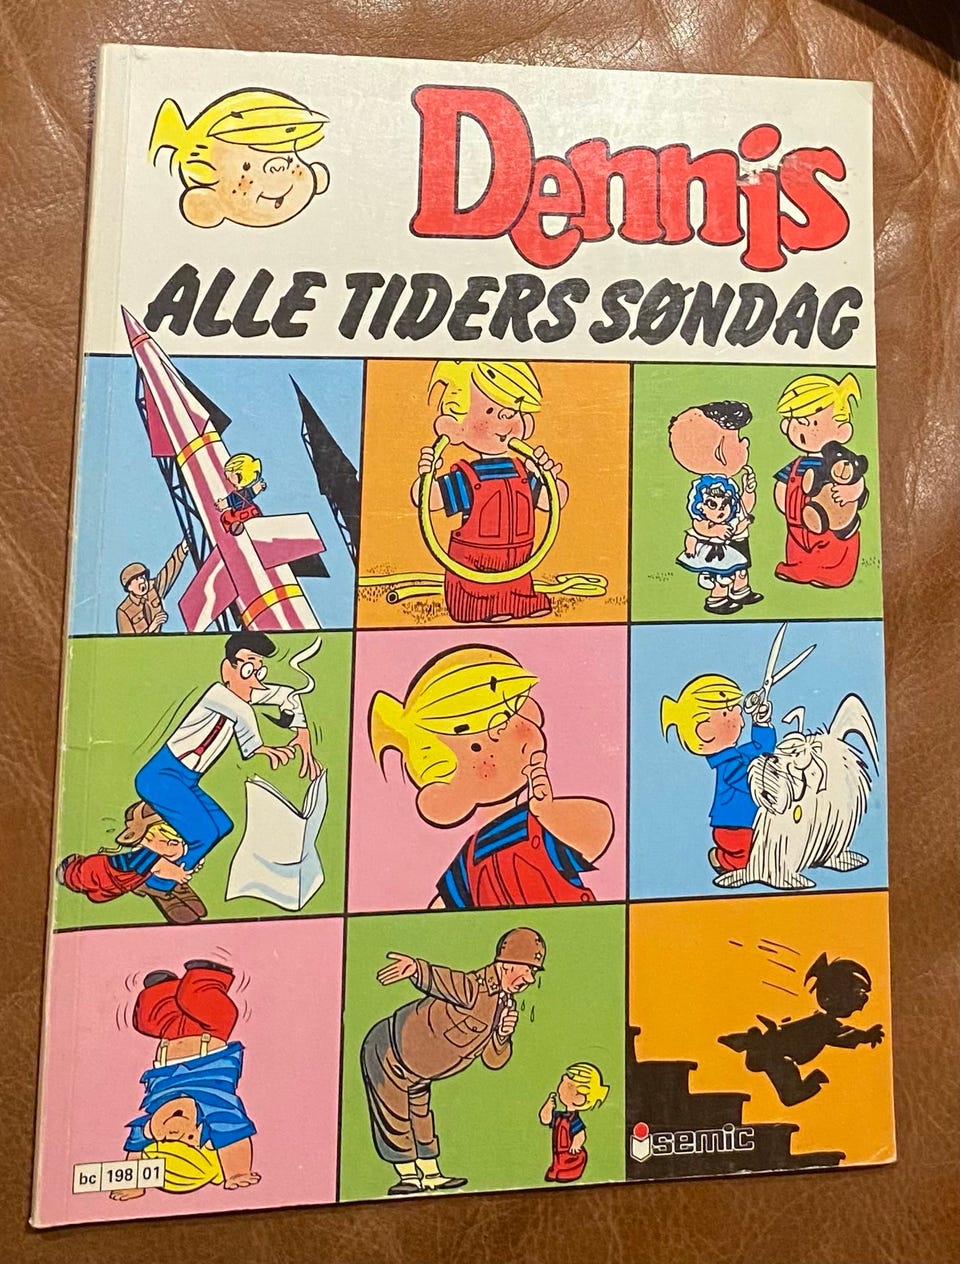 Dennis
ALLE TIDERS SØNDAG
semic
bc 198 01